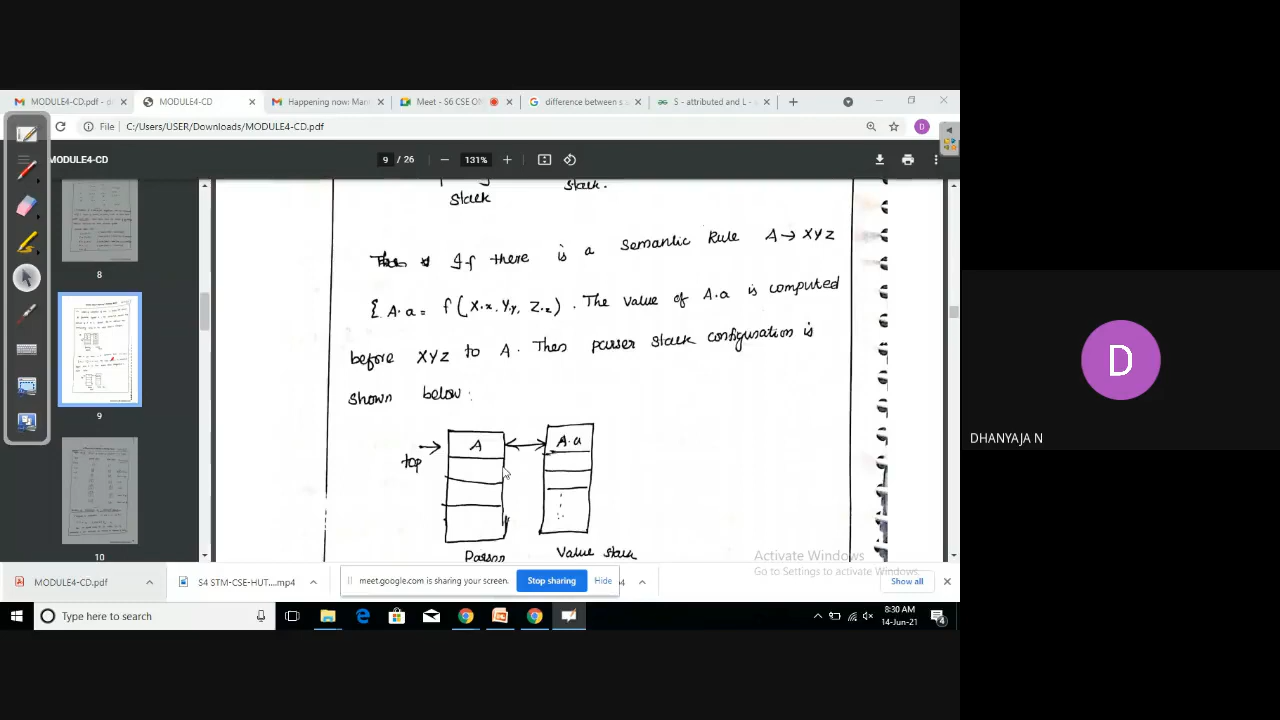 MODULE4-CD.pdf - d
MODULE4-CD
Happening now: Man
Meet - S6 CSE ON
difference between s a
S - attributed and L - a
File
C:/Users/USER/Downloads/MODULE4-CD.pdf
D
MODULE4-CD
9 / 26
131%
stack
stack.
8
If there is a semantic Rule A → XYZ
{ A.a = f ( X.x, Y.y, Z.z ) . The value of A.a is computed
before XYZ to A. Then parser stack configuration is
shown below:
9
top
A
A.a
Parser
Value stack
10
D
DHANYAJA N
Activate Windows
Go to Settings to activate Windows.
MODULE4-CD.pdf
S4 STM-CSE-HUT....mp4
meet.google.com is sharing your screen.
Stop sharing
Hide
Show all
Type here to search
8:30 AM
14-Jun-21
4